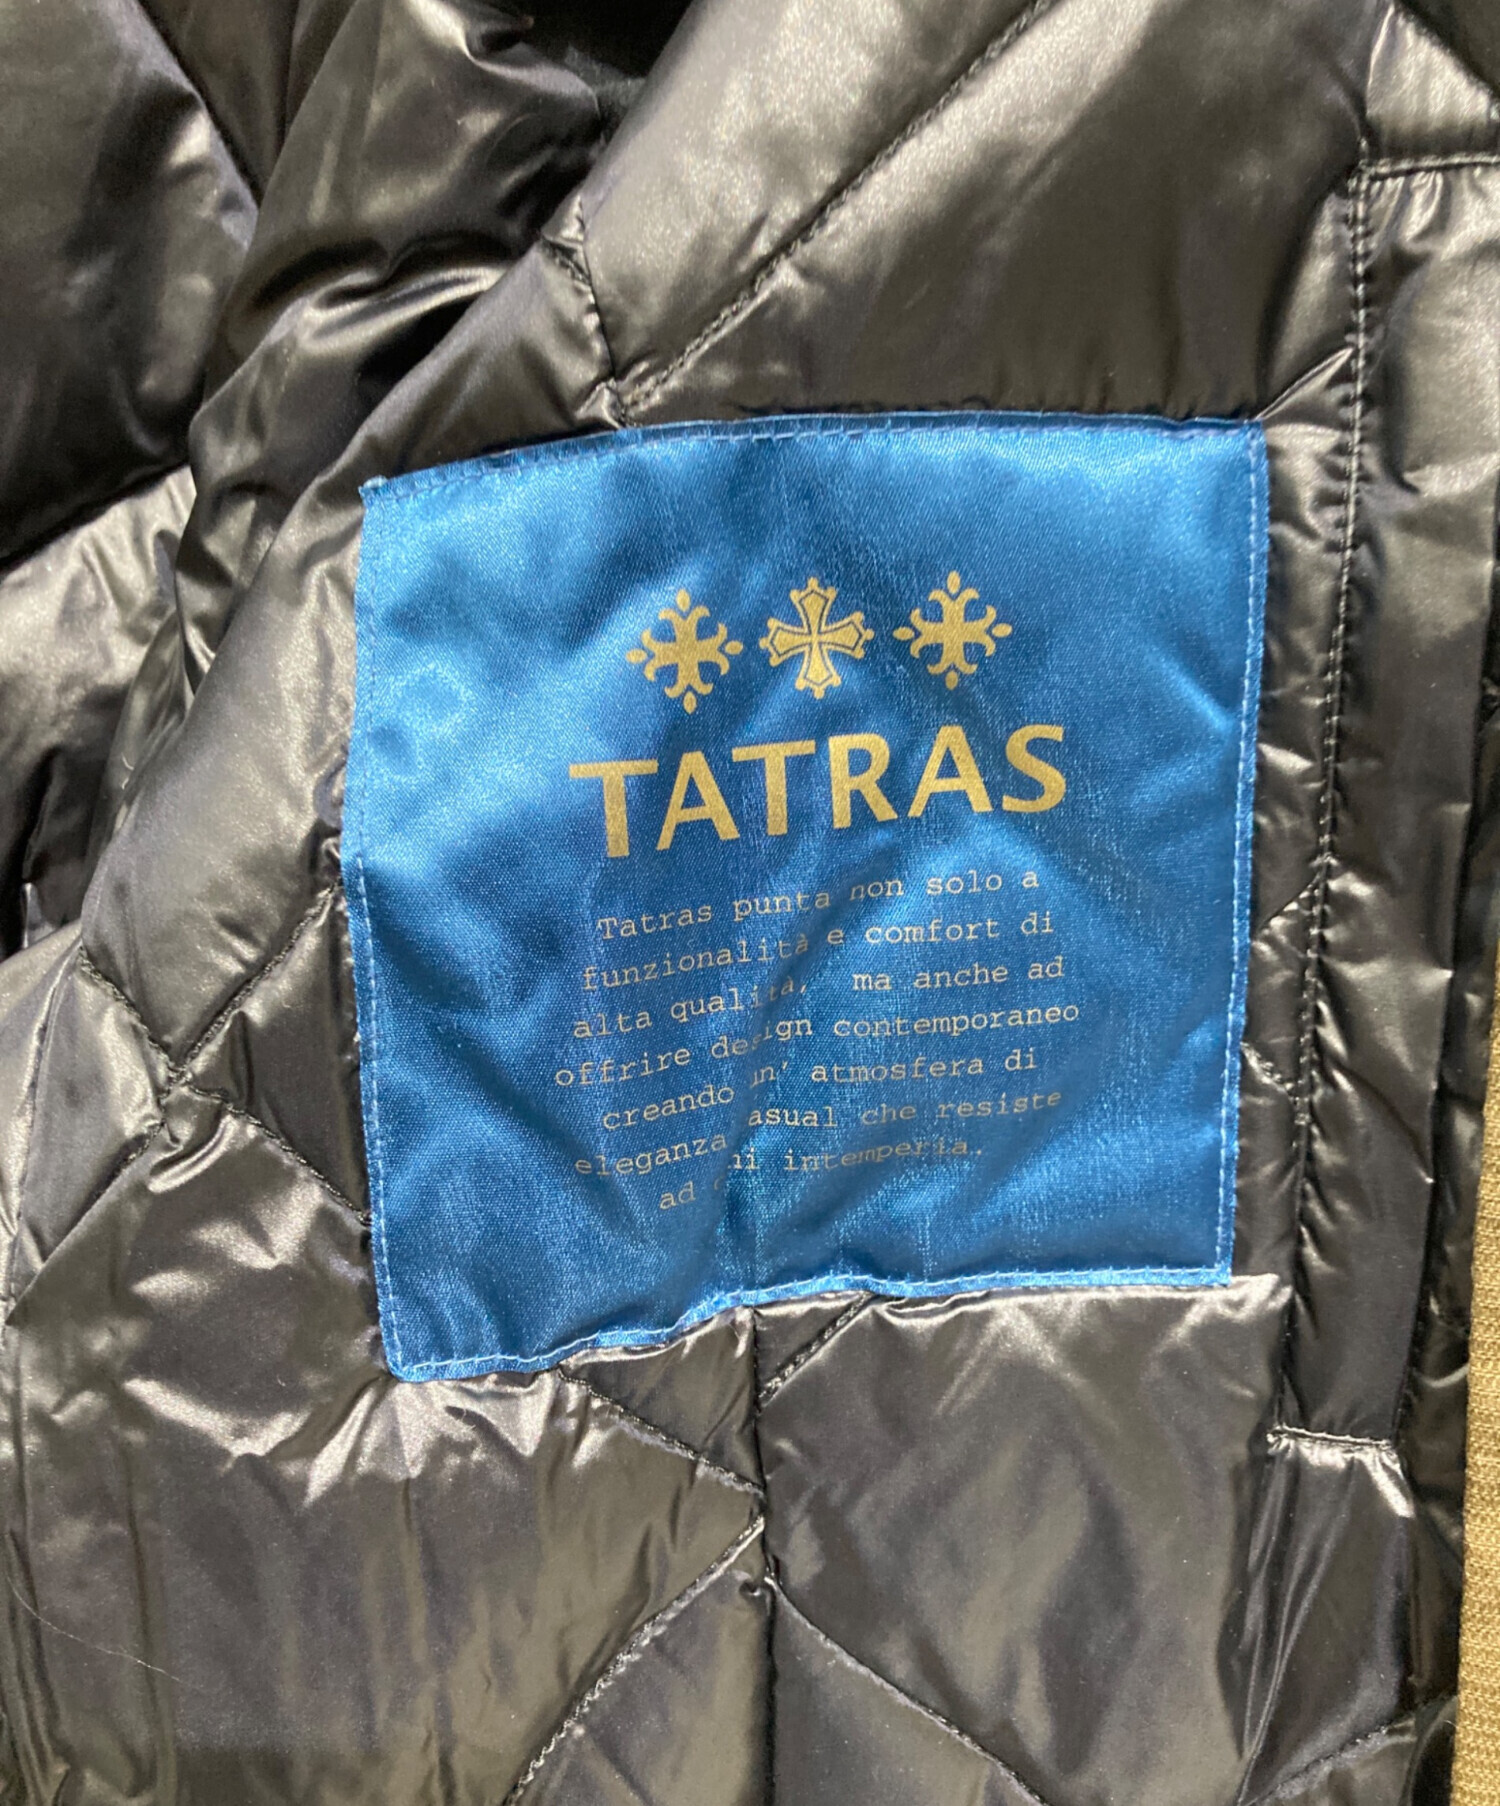 TATRAS
Tatras punta non solo a
funzionalità e comfort di
alta qualità, ma anche ad
offrire design contemporaneo
creando un' atmosfera di
eleganza casual che resiste
ad intemperia.